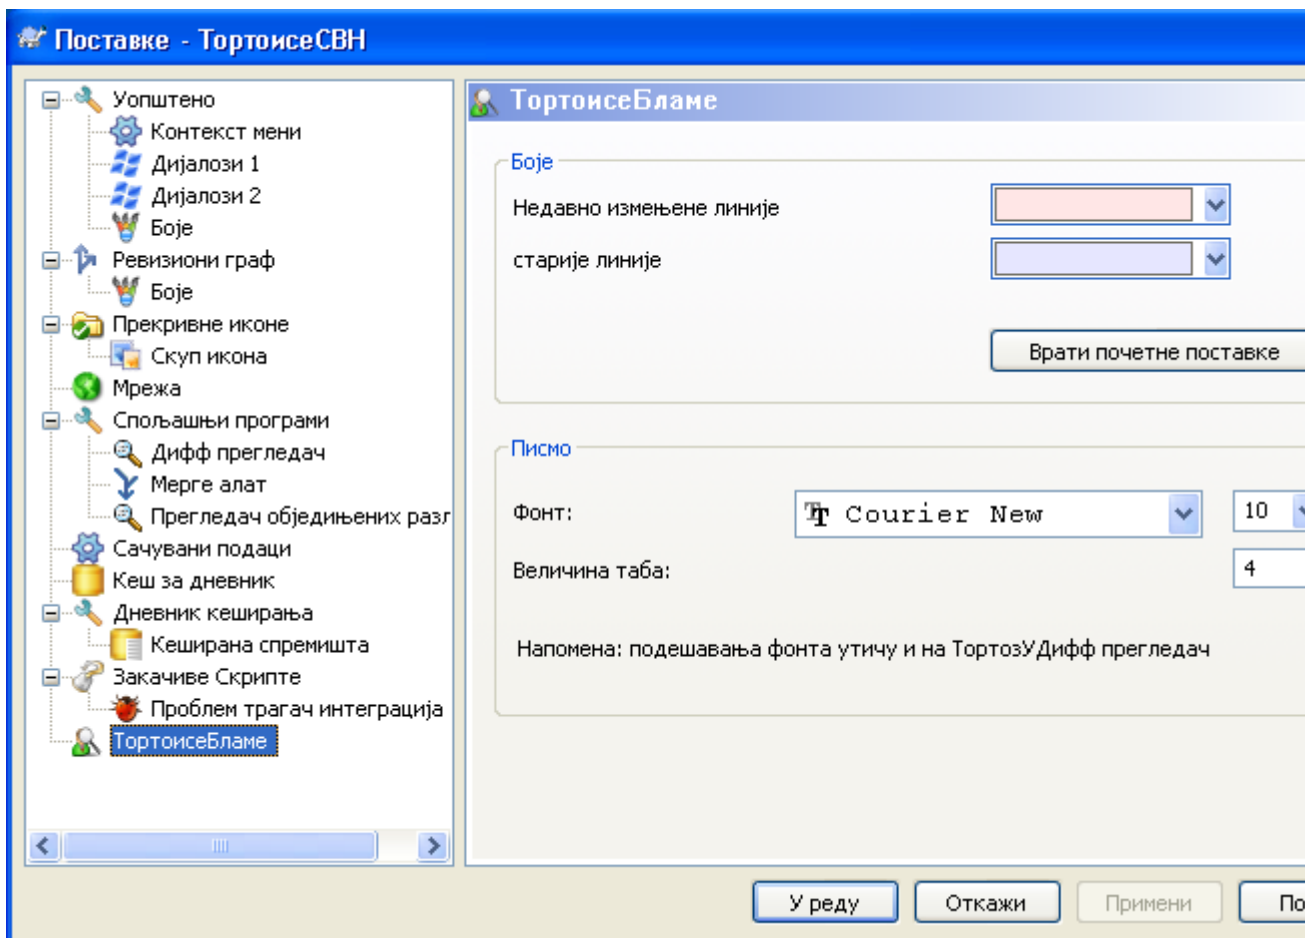 Поставке - ТортоисеСВН
Уопштено
Контекст мени
Дијалози 1
Дијалози 2
Боје
Ревизиони граф
Боје
Прекривне иконе
Скуп икона
Мрежа
Спољашњи програми
Дифф прегледач
Мерге алат
Прегледач обједињених разл
Сачувани подаци
Кеш за дневник
Дневник кеширања
Кеширана спремишта
Закачиве Скрипте
Проблем трагач интеграција
ТортоисеБламе
ТортоисеБламе
Боје
Недавно измењене линије
старије линије
Врати почетне поставке
Писмо
Фонт:
Courier New
10
Величина таба:
4
Напомена: подешавања фонта утичу и на ТортозУДифф прегледач
У реду
Откажи
Примени
По